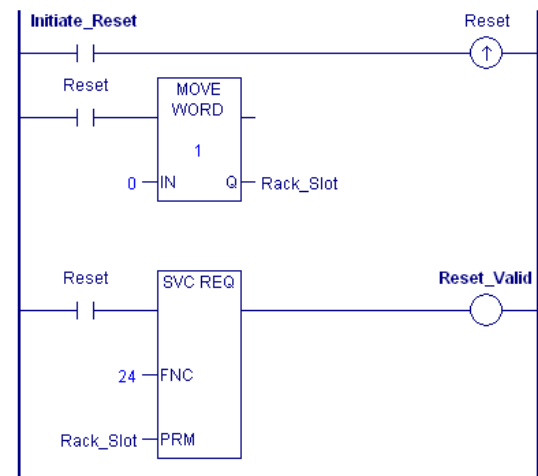 Initiate_Reset Reset
Reset MOVE
WORD
1
0 IN Q Rack_Slot
Reset SVC REQ Reset_Valid
24 FNC
Rack_Slot PRM